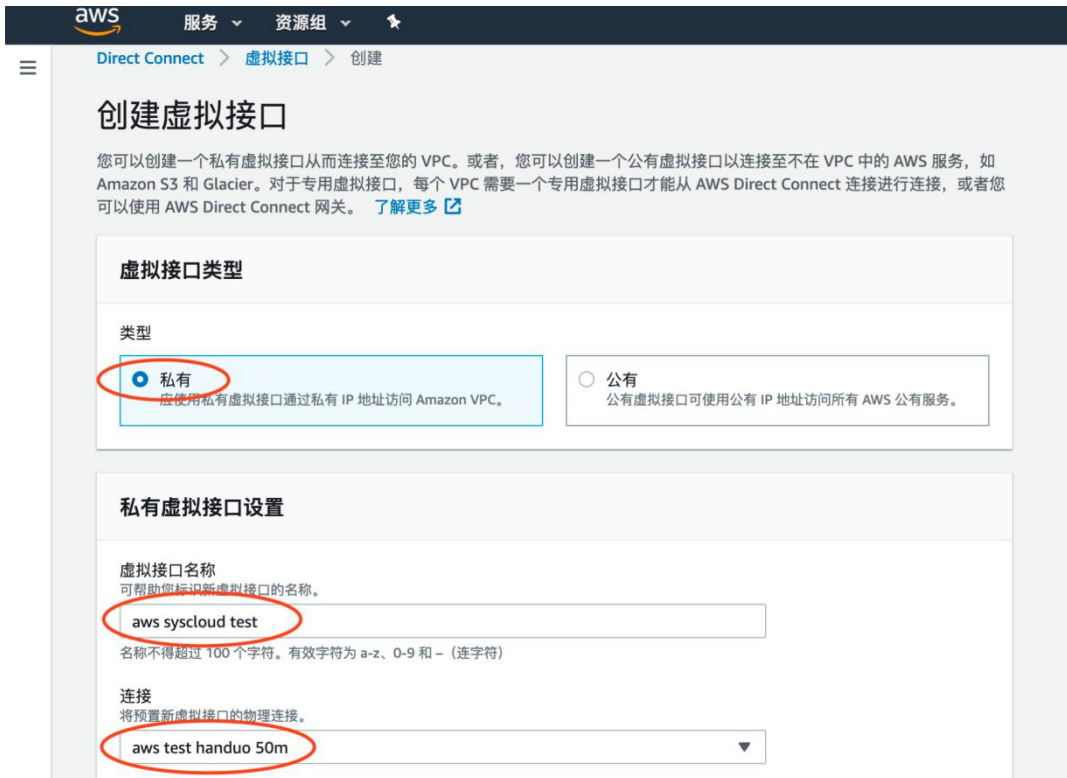 aws 服务 资源组
Direct Connect > 虚拟接口 > 创建
创建虚拟接口
您可以创建一个私有虚拟接口从而连接至您的 VPC。或者，您可以创建一个公有虚拟接口以连接至不在 VPC 中的 AWS 服务，如
Amazon S3 和 Glacier。对于专用虚拟接口，每个 VPC 需要一个专用虚拟接口才能从 AWS Direct Connect 连接进行连接，或者您
可以使用 AWS Direct Connect 网关。 了解更多
虚拟接口类型
类型
私有
应使用私有虚拟接口通过私有 IP 地址访问 Amazon VPC。
公有
公有虚拟接口可使用公有 IP 地址访问所有 AWS 公有服务。
私有虚拟接口设置
虚拟接口名称
可帮助您标识新虚拟接口的名称。
aws syscloud test
名称不得超过 100 个字符。有效字符为 a-z、0-9 和 –（连字符）
连接
将预置新虚拟接口的物理连接。
aws test handuo 50m